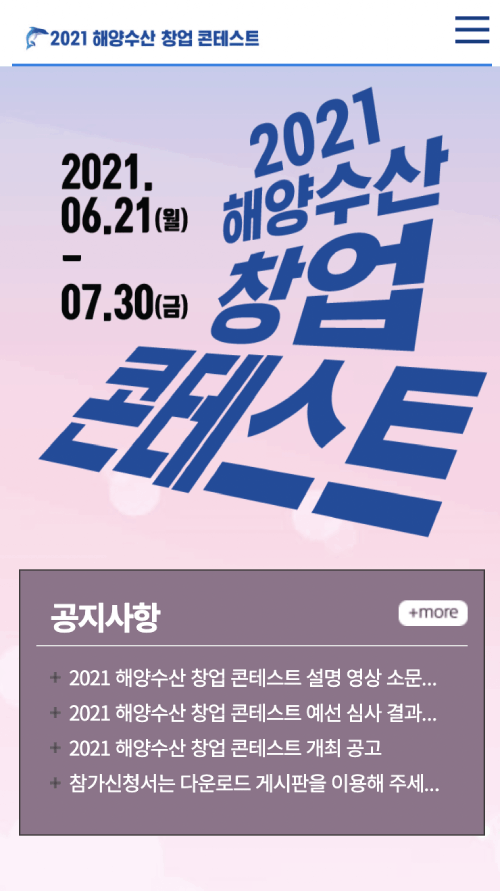 2021 해양수산 창업 콘테스트
2021.
06.21(월)
-
07.30(금)
2021
해양수산
창업
콘테스트
공지사항
+more
+ 2021 해양수산 창업 콘테스트 설명 영상 소문...
+ 2021 해양수산 창업 콘테스트 예선 심사 결과...
+ 2021 해양수산 창업 콘테스트 개최 공고
+ 참가신청서는 다운로드 게시판을 이용해 주세...